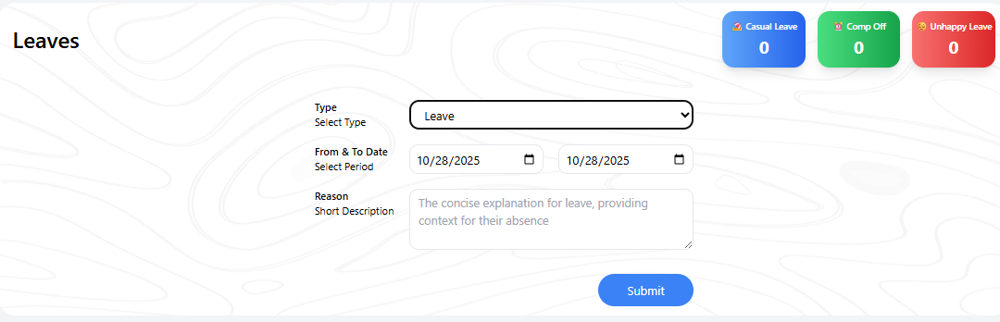 Leaves
🏖️ Casual Leave
0
⏰ Comp Off
0
😔 Unhappy Leave
0
Type
Select Type
Leave
From & To Date
Select Period
10/28/2025
10/28/2025
Reason
Short Description
The concise explanation for leave, providing
context for their absence
Submit